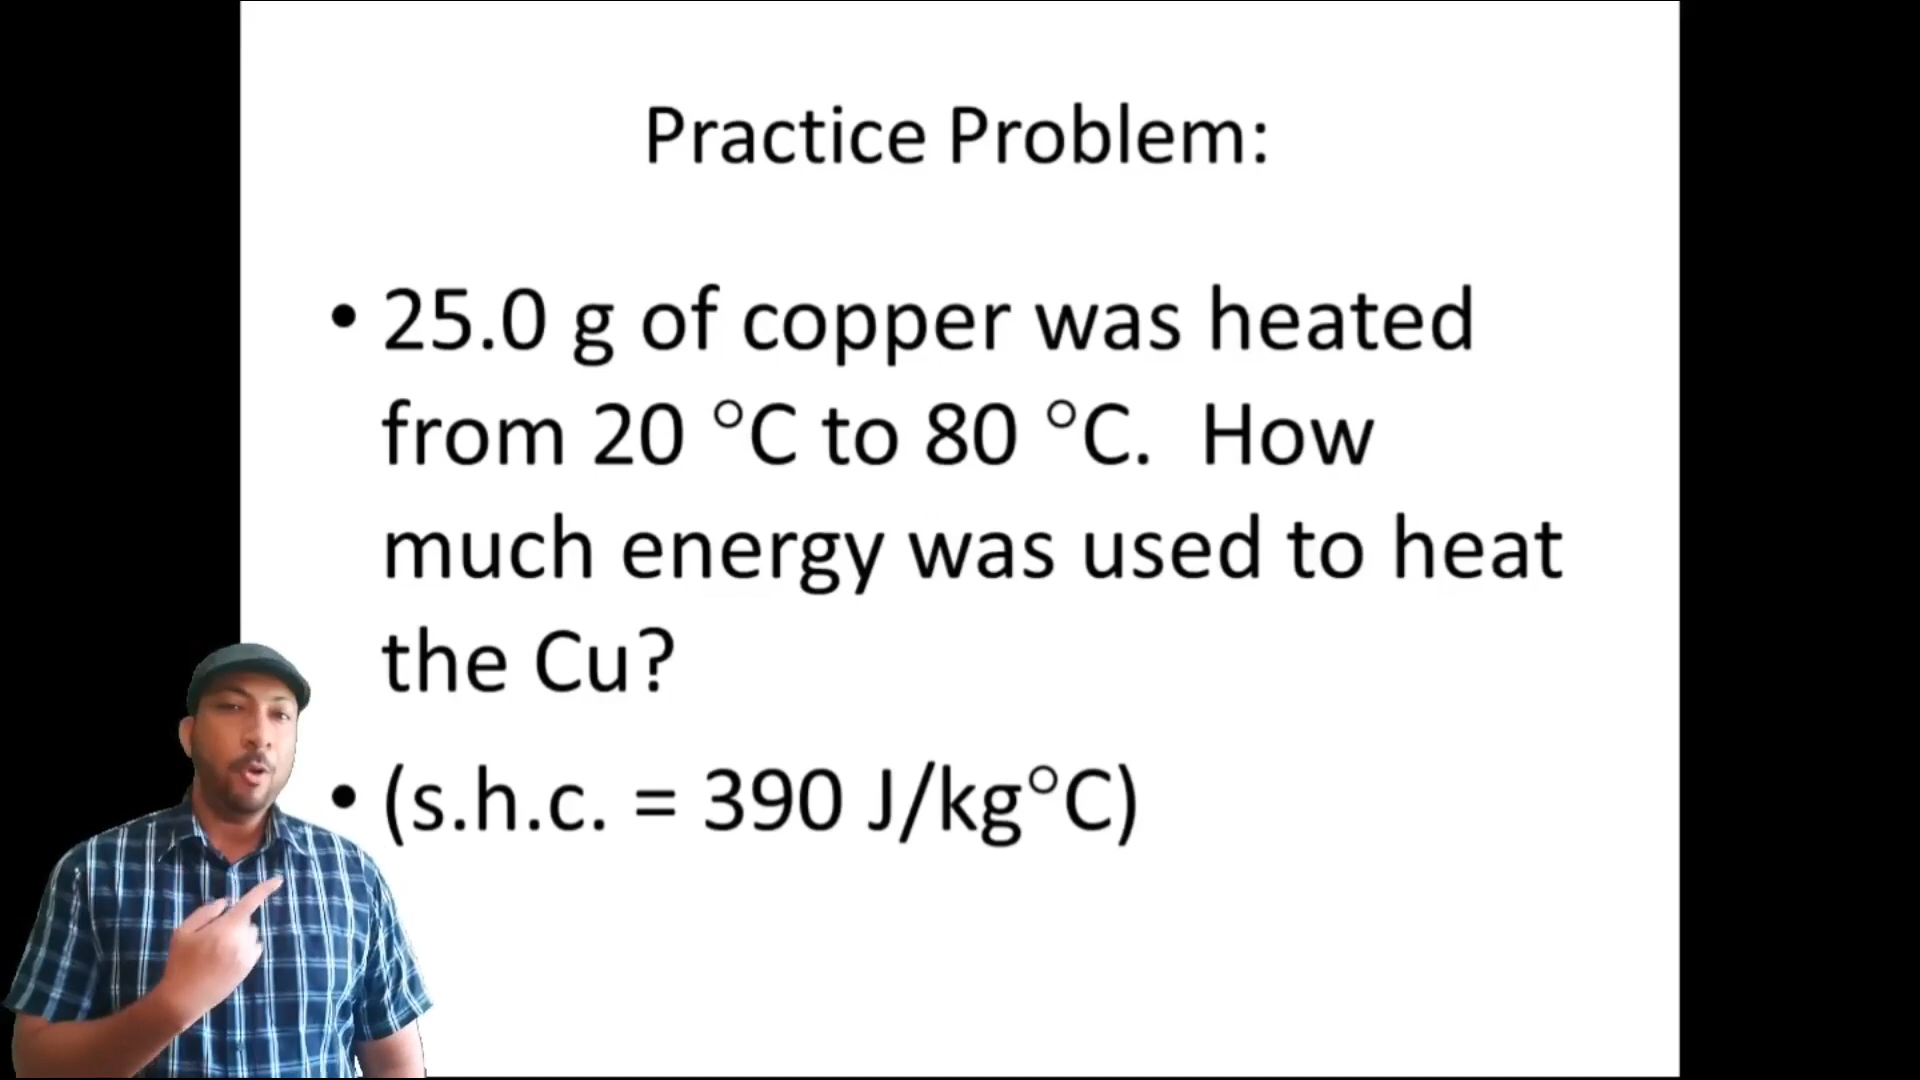 Practice Problem:
• 25.0 g of copper was heated
from 20 °C to 80 °C.  How
much energy was used to heat
the Cu?
• (s.h.c. = 390 J/kg°C)